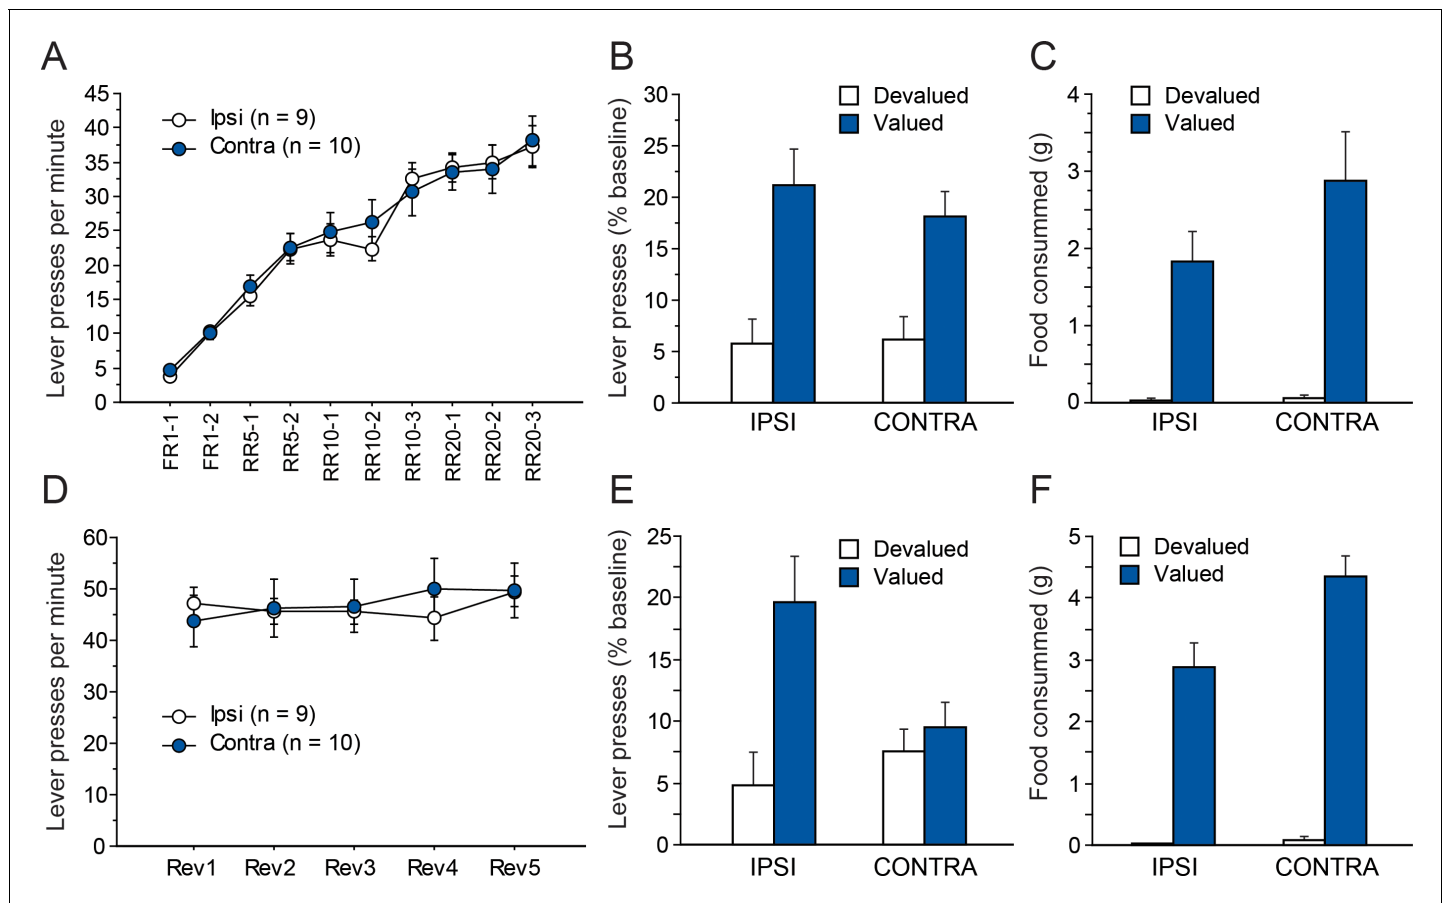 A
Lever presses per minute
45
40
35
30
25
20
15
10
5
0
Ipsi (n = 9)
Contra (n = 10)
FR1-1
FR1-2
RR5-1
RR5-2
RR10-1
RR10-2
RR10-3
RR20-1
RR20-2
RR20-3
B
Lever presses (% baseline)
30
25
20
15
10
5
0
Devalued
Valued
IPSI
CONTRA
C
Food consummed (g)
4
3
2
1
0
Devalued
Valued
IPSI
CONTRA
D
Lever presses per minute
60
50
40
30
20
10
0
Ipsi (n = 9)
Contra (n = 10)
Rev1
Rev2
Rev3
Rev4
Rev5
E
Lever presses (% baseline)
25
20
15
10
5
0
Devalued
Valued
IPSI
CONTRA
F
Food consummed (g)
5
4
3
2
1
0
Devalued
Valued
IPSI
CONTRA